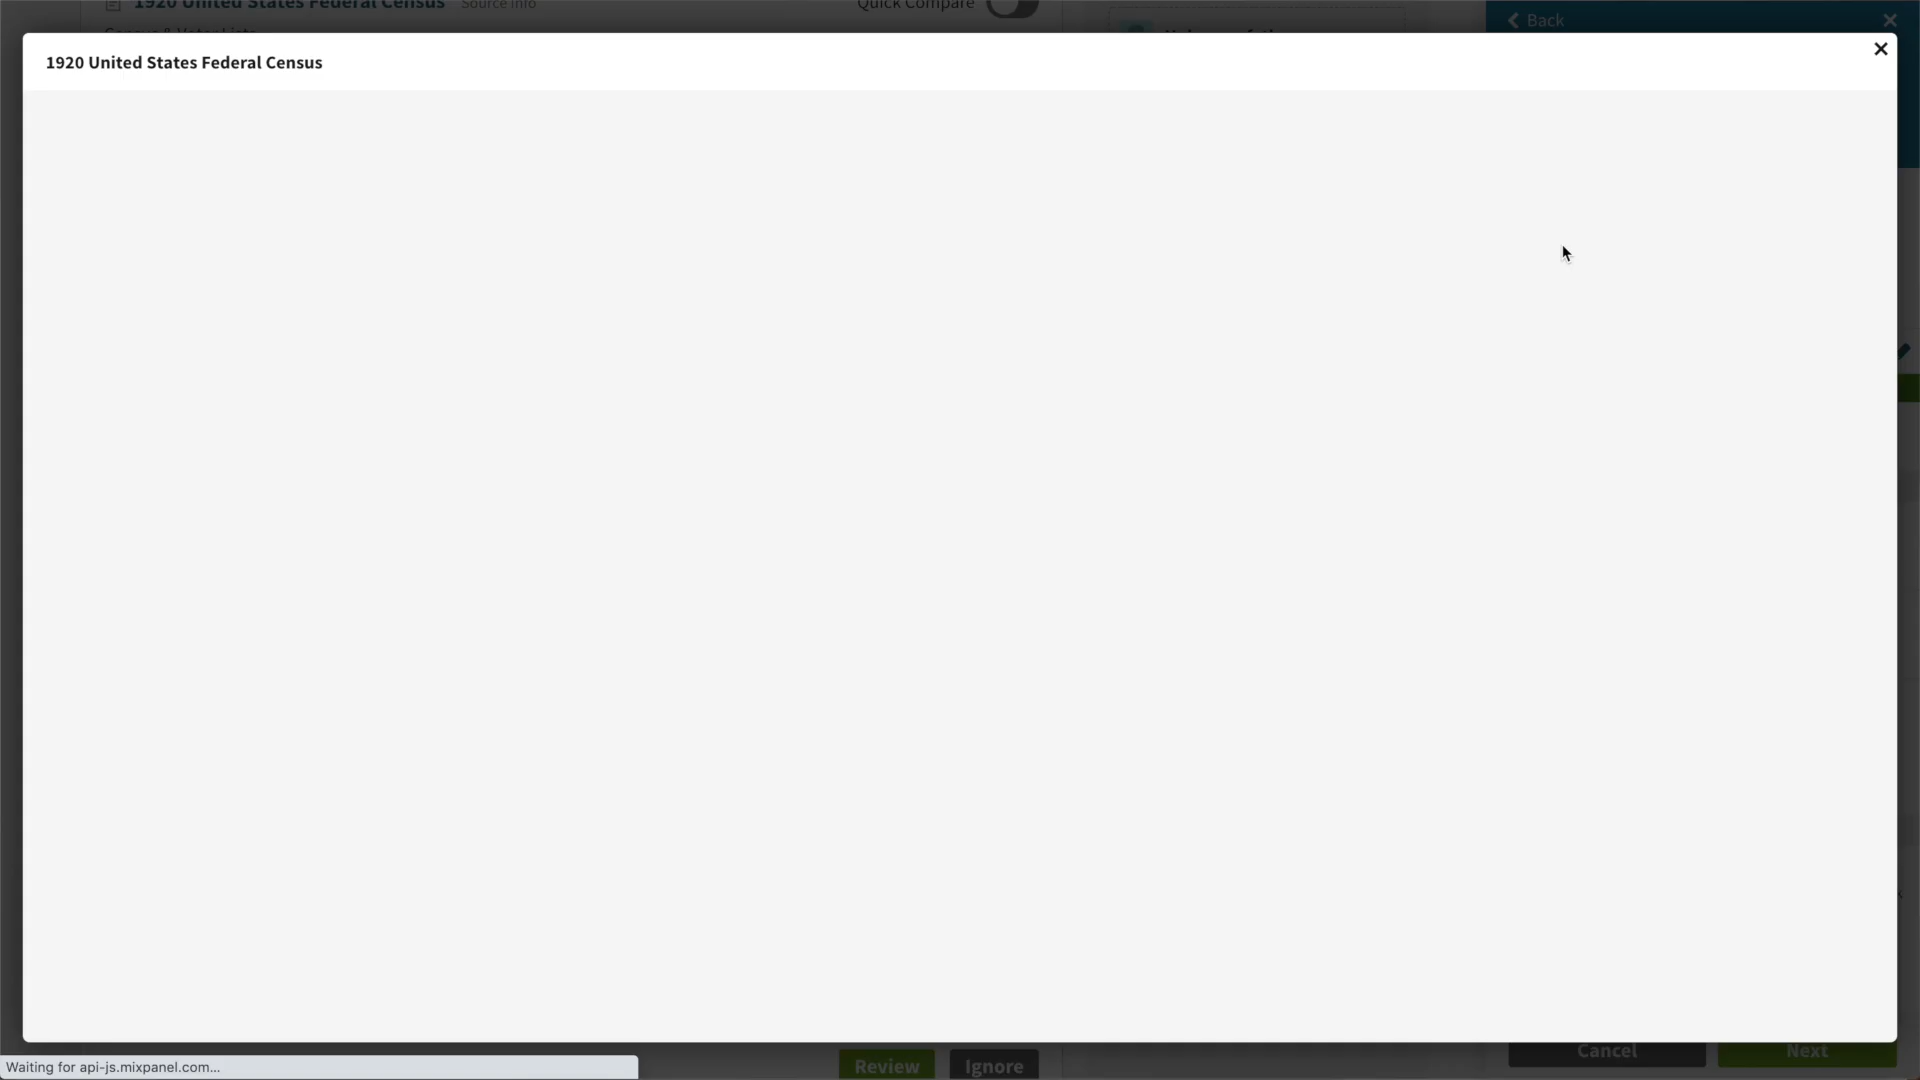 1920 United States Federal Census Source Info
Quick Compare
Back
1920 United States Federal Census
Waiting for api-js.mixpanel.com...
Review
Ignore
Cancel
Next